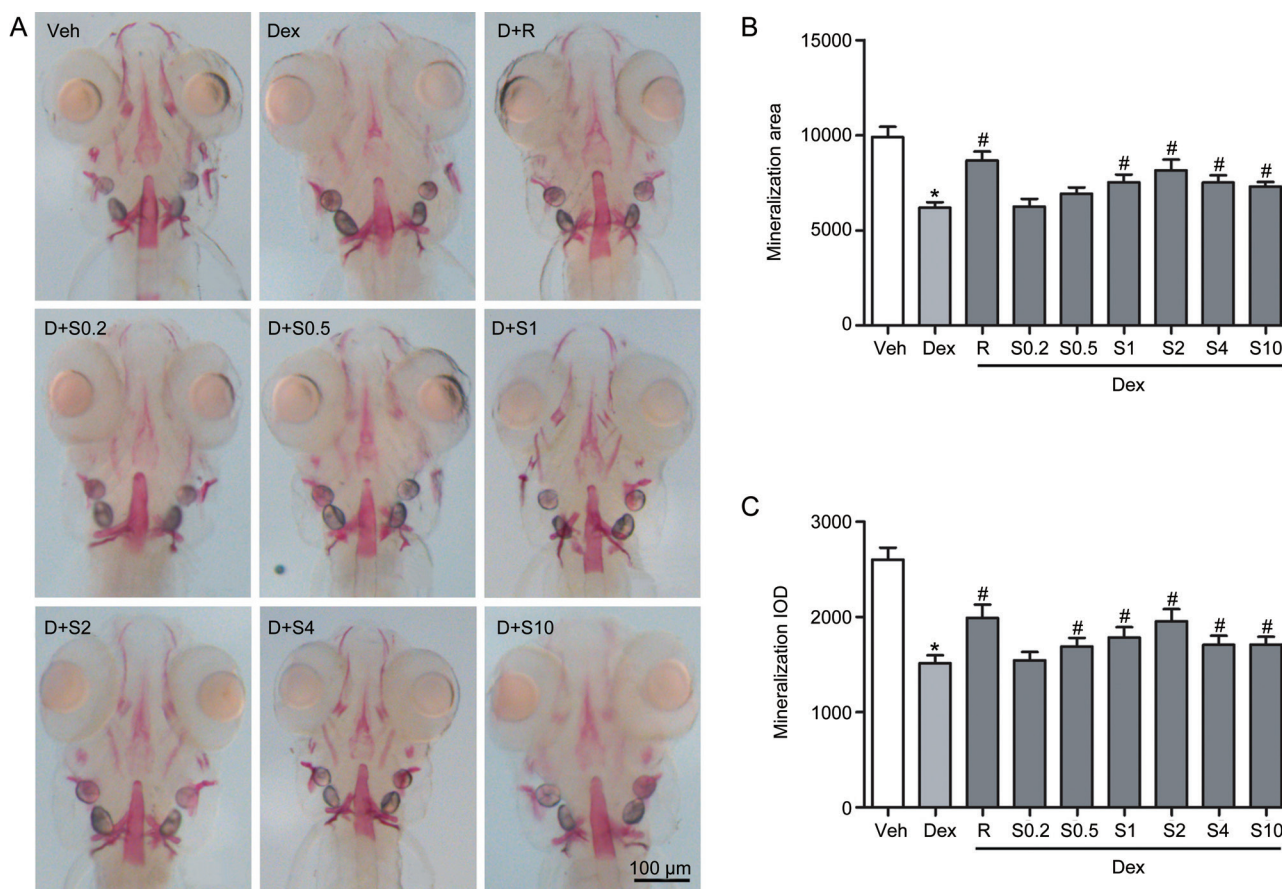 A
Veh
Dex
D+R
D+S0.2
D+S0.5
D+S1
D+S2
D+S4
D+S10
100 µm
B
Mineralization area
15000
10000
5000
0
*
#
#
#
#
#
Veh Dex R S0.2 S0.5 S1 S2 S4 S10
Dex
C
Mineralization IOD
3000
2000
1000
0
*
#
#
#
#
#
#
Veh Dex R S0.2 S0.5 S1 S2 S4 S10
Dex